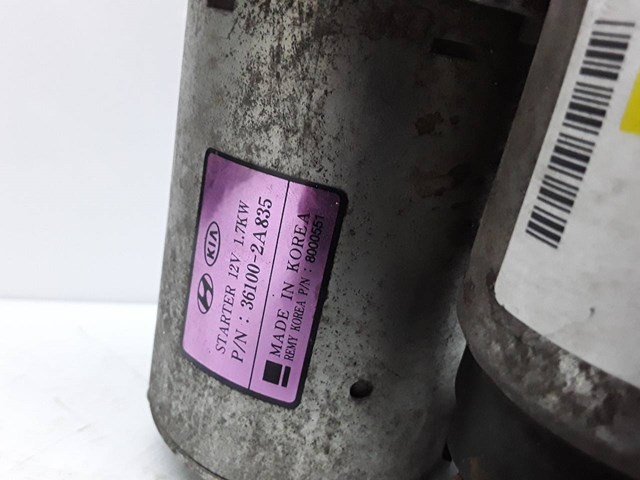 KIA
STARTER 12V 1.7KW
P/N : 36100-2A835
MADE IN KOREA
REMY KOREA P/N : 8000551